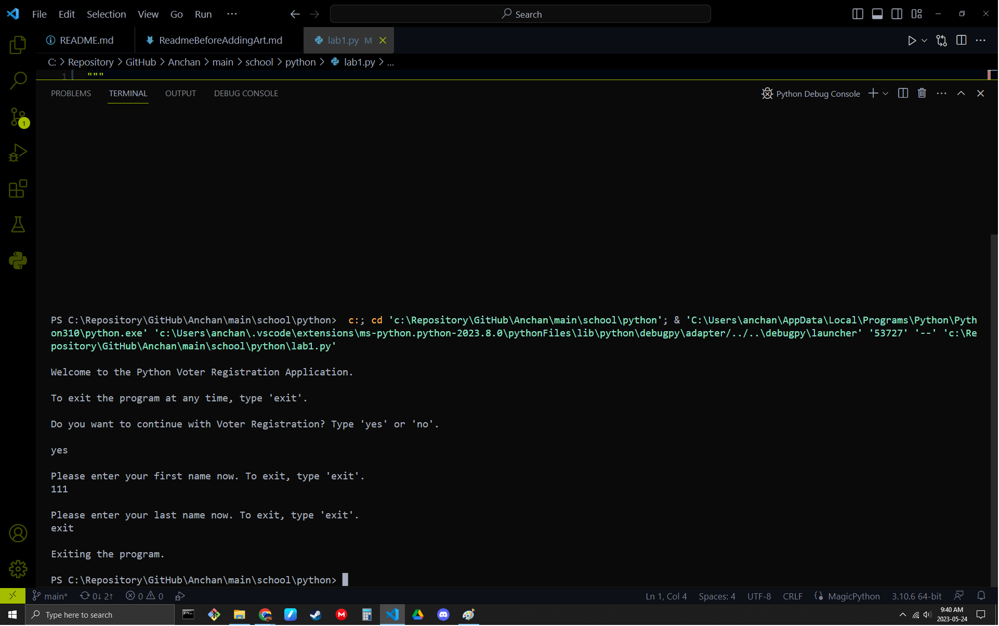 File Edit Selection View Go Run ··· Search
README.md ReadmeBeforeAddingArt.md lab1.py M
C: > Repository > GitHub > Anchan > main > school > python > lab1.py > ...
1 """
PROBLEMS TERMINAL OUTPUT DEBUG CONSOLE Python Debug Console
1
PS C:\Repository\GitHub\Anchan\main\school\python>  c:; cd 'c:\Repository\GitHub\Anchan\main\school\python'; & 'C:\Users\anchan\AppData\Local\Programs\Python\Pyth
on310\python.exe' 'c:\Users\anchan\.vscode\extensions\ms-python.python-2023.8.0\pythonFiles\lib\python\debugpy\adapter/../..\debugpy\launcher' '53727' '--' 'c:\Re
pository\GitHub\Anchan\main\school\python\lab1.py'
Welcome to the Python Voter Registration Application.
To exit the program at any time, type 'exit'.
Do you want to continue with Voter Registration? Type 'yes' or 'no'.
yes
Please enter your first name now. To exit, type 'exit'.
111
Please enter your last name now. To exit, type 'exit'.
exit
Exiting the program.
PS C:\Repository\GitHub\Anchan\main\school\python>
main* 0↓ 2↑ 0 0 Ln 1, Col 4 Spaces: 4 UTF-8 CRLF MagicPython 3.10.6 64-bit
Type here to search 9:40 AM
2023-05-24